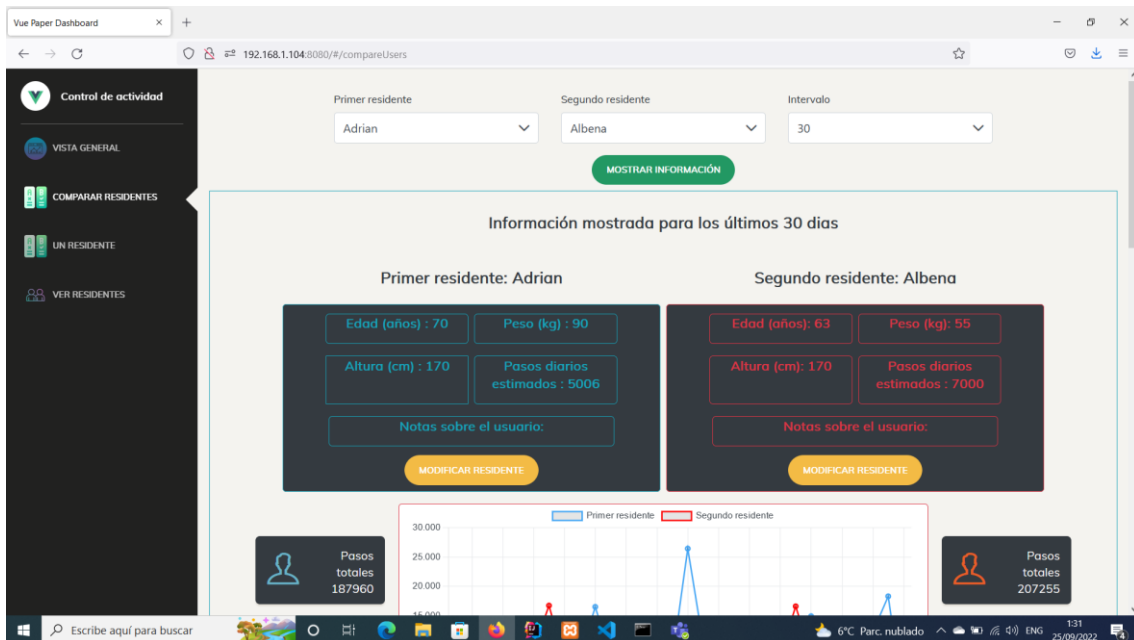 Vue Paper Dashboard
192.168.1.104:8080/#/compareUsers
Control de actividad
VISTA GENERAL
COMPARAR RESIDENTES
UN RESIDENTE
VER RESIDENTES
Primer residente
Segundo residente
Intervalo
Adrian
Albena
30
MOSTRAR INFORMACIÓN
Información mostrada para los últimos 30 dias
Primer residente: Adrian
Segundo residente: Albena
Edad (años) : 70
Peso (kg) : 90
Altura (cm) : 170
Pasos diarios
estimados : 5006
Notas sobre el usuario:
MODIFICAR RESIDENTE
Edad (años): 63
Peso (kg): 55
Altura (cm): 170
Pasos diarios
estimados : 7000
Notas sobre el usuario:
MODIFICAR RESIDENTE
Primer residente
Segundo residente
30.000
25.000
20.000
15.000
Pasos
totales
187960
Pasos
totales
207255
Escribe aquí para buscar
6°C Parc. nublado
ENG
1:31
25/09/2022